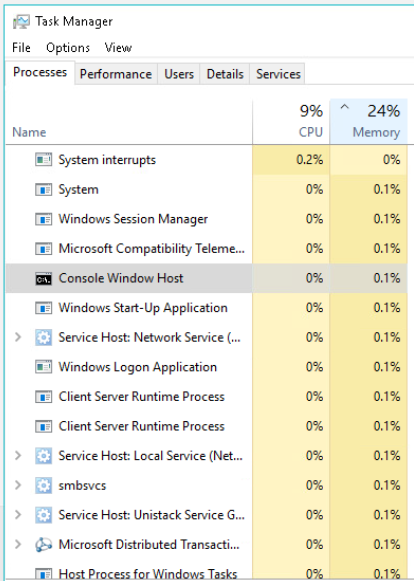 Task Manager
File Options View
Processes Performance Users Details Services
9% 24%
Name CPU Memory
System interrupts 0.2% 0%
System 0% 0.1%
Windows Session Manager 0% 0.1%
Microsoft Compatibility Teleme... 0% 0.1%
Console Window Host 0% 0.1%
Windows Start-Up Application 0% 0.1%
Service Host: Network Service (... 0% 0.1%
Windows Logon Application 0% 0.1%
Client Server Runtime Process 0% 0.1%
Client Server Runtime Process 0% 0.1%
Service Host: Local Service (Net... 0% 0.1%
smbsvcs 0% 0.1%
Service Host: Unistack Service G... 0% 0.1%
Microsoft Distributed Transacti... 0% 0.1%
Host Process for Windows Tasks 0% 0.1%